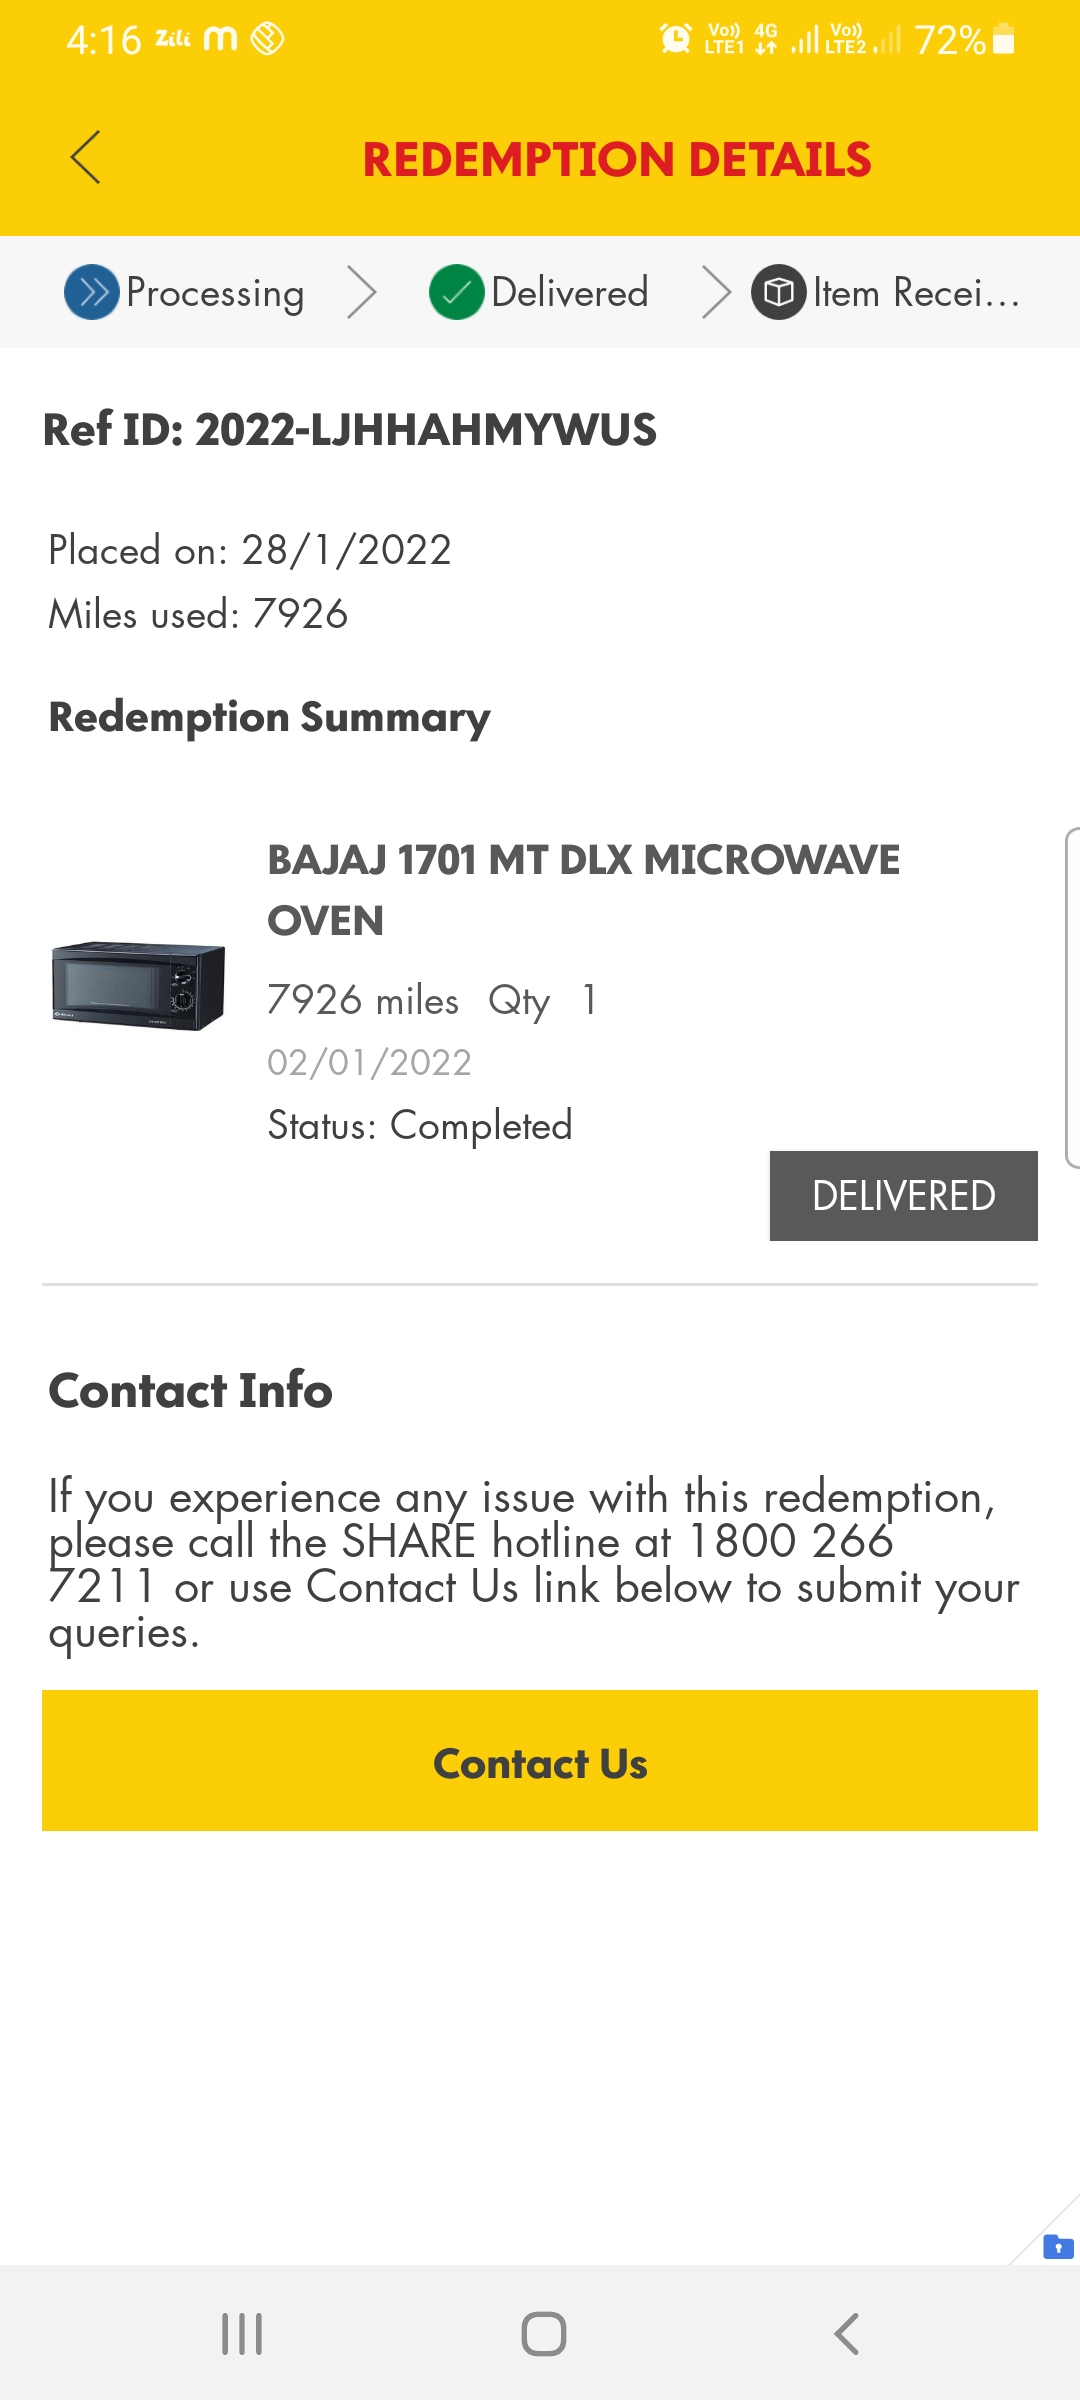 4:16 Zili m Vo)) LTE1 4G Vo)) LTE2 72%
REDEMPTION DETAILS
Processing Delivered Item Recei...
Ref ID: 2022-LJHHAHMYWUS
Placed on: 28/1/2022
Miles used: 7926
Redemption Summary
BAJAJ 1701 MT DLX MICROWAVE
OVEN
7926 miles Qty 1
02/01/2022
Status: Completed
DELIVERED
Contact Info
If you experience any issue with this redemption,
please call the SHARE hotline at 1800 266
7211 or use Contact Us link below to submit your
queries.
Contact Us